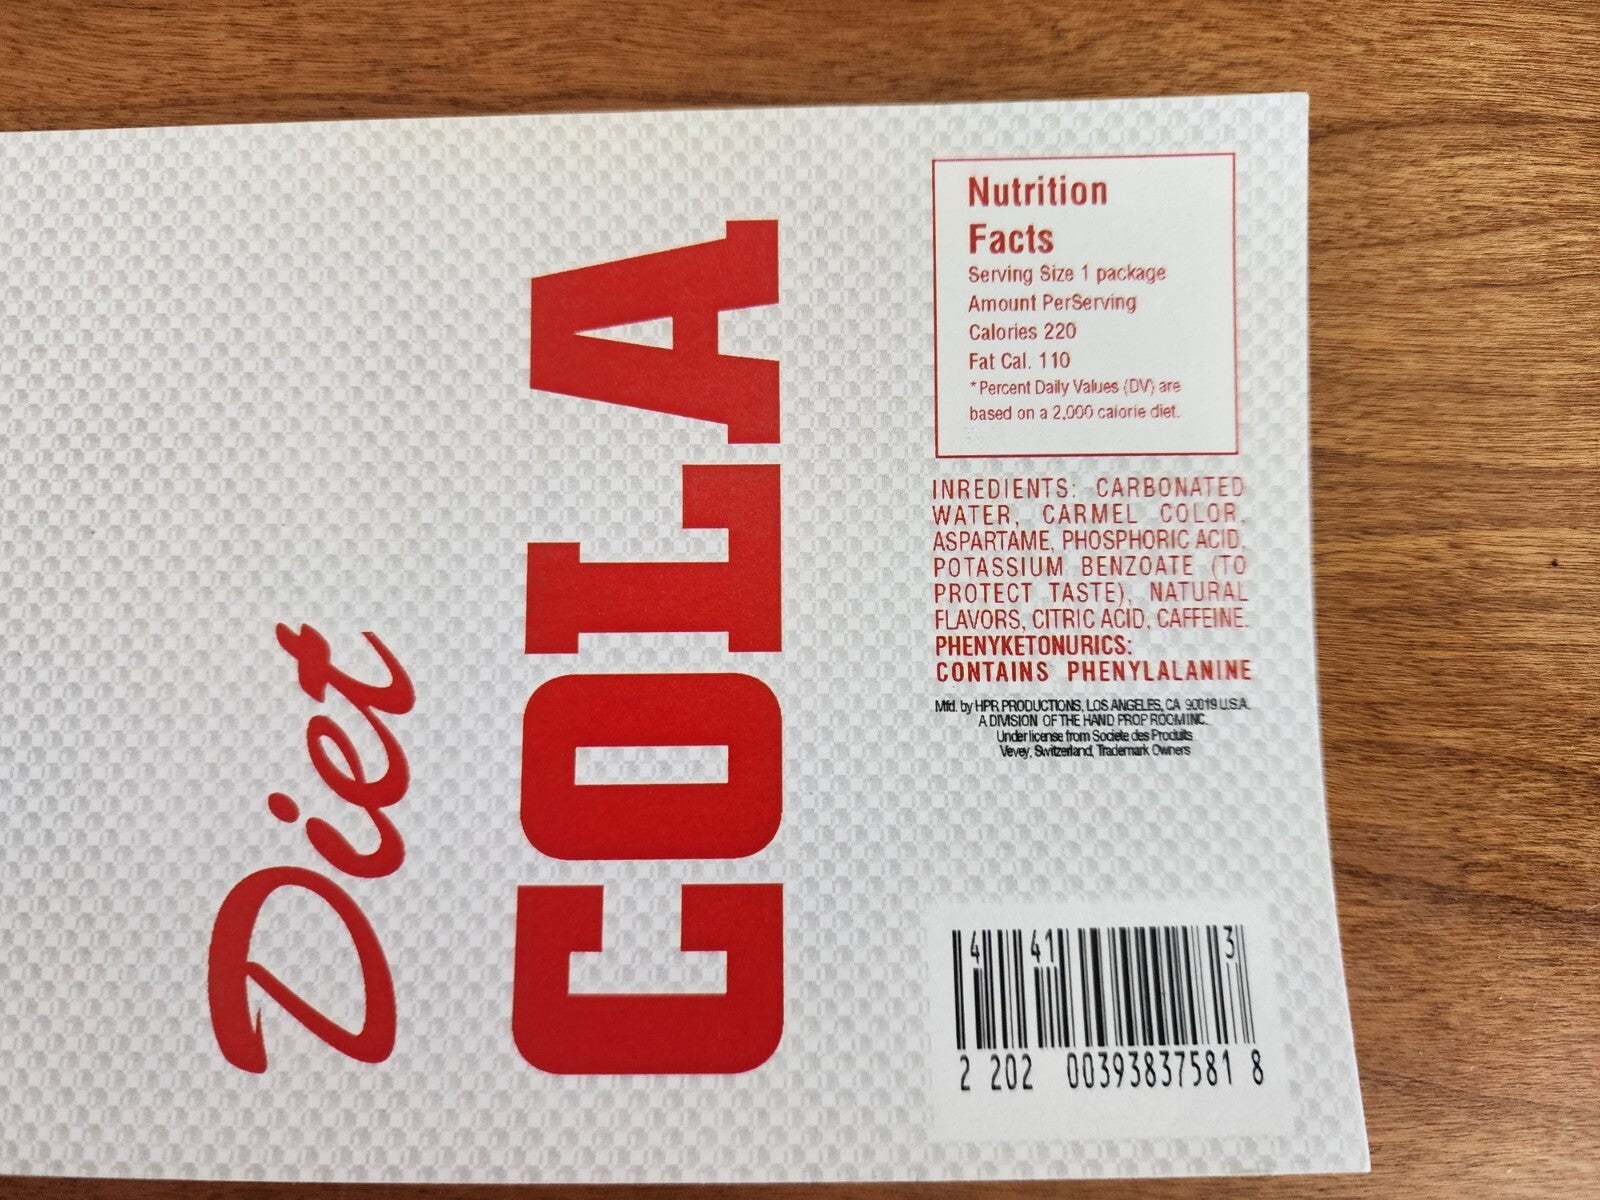 Diet
COLA
Nutrition
Facts
Serving Size 1 package
Amount PerServing
Calories 220
Fat Cal. 110
*Percent Daily Values (DV) are
based on a 2,000 calorie diet.
INREDIENTS: CARBONATED
WATER, CARMEL COLOR,
ASPARTAME, PHOSPHORIC ACID,
POTASSIUM BENZOATE (TO
PROTECT TASTE), NATURAL
FLAVORS, CITRIC ACID, CAFFEINE.
PHENYKETONURICS:
CONTAINS PHENYLALANINE
Mfd. by HPR PRODUCTIONS, LOS ANGELES, CA 90019 U.S.A.
A DIVISION OF THE HAND PROP ROOM INC.
Under license from Societe des Produits
Vevey, Switzerland, Trademark Owners
4 41 3
2 202 00393837581 8